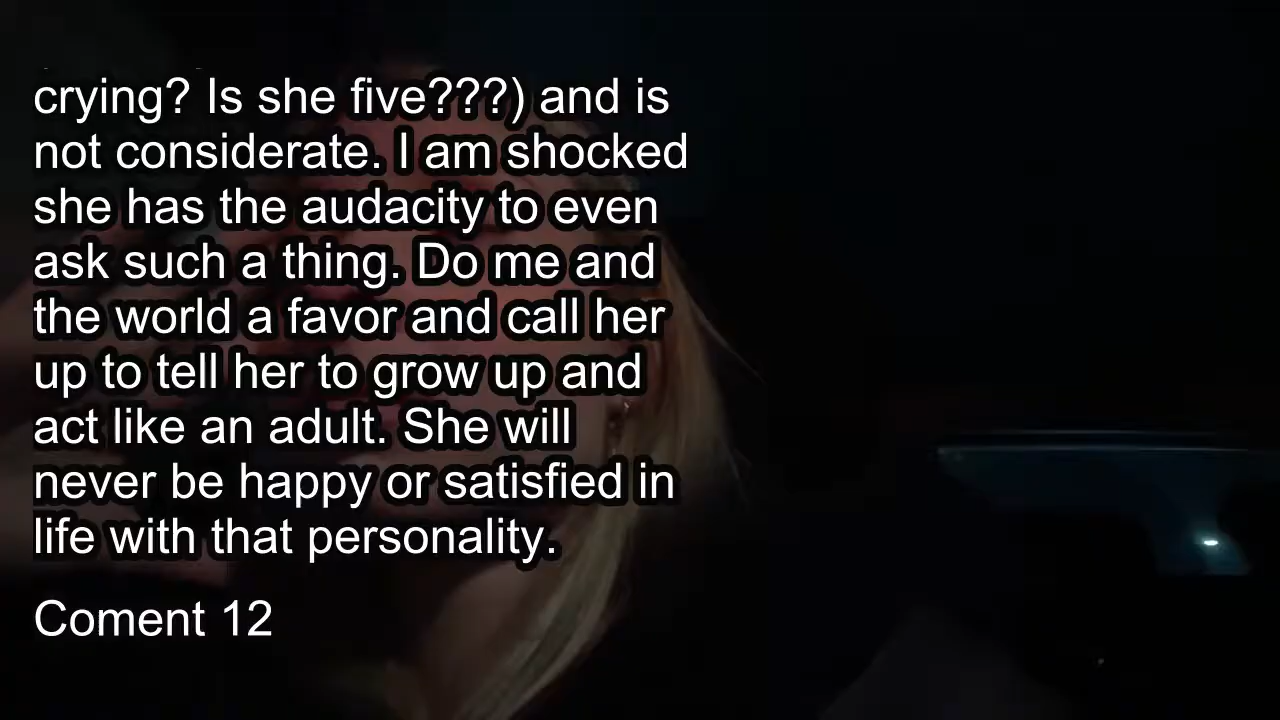 crying? Is she five???) and is
not considerate. I am shocked
she has the audacity to even
ask such a thing. Do me and
the world a favor and call her
up to tell her to grow up and
act like an adult. She will
never be happy or satisfied in
life with that personality.
Coment 12